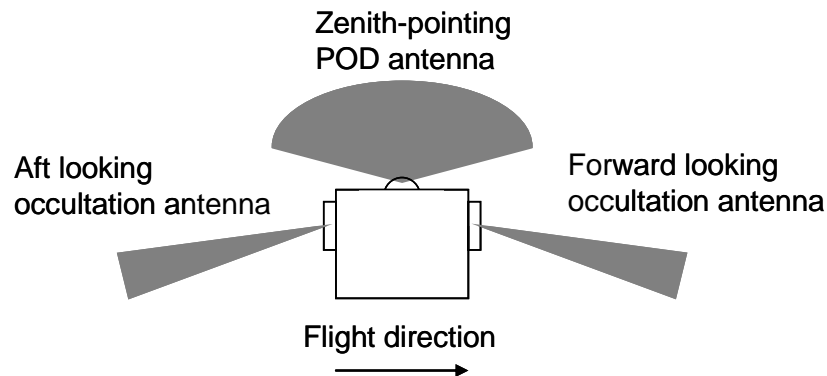 Zenith-pointing
POD antenna
Aft looking
occultation antenna
Forward looking
occultation antenna
Flight direction